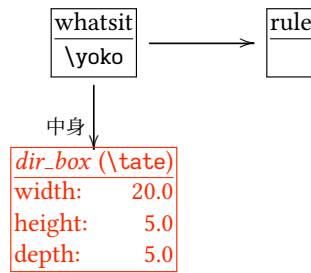 whatsit
\yoko
rule
中身
dir_box (\tate)
width: 20.0
height: 5.0
depth: 5.0